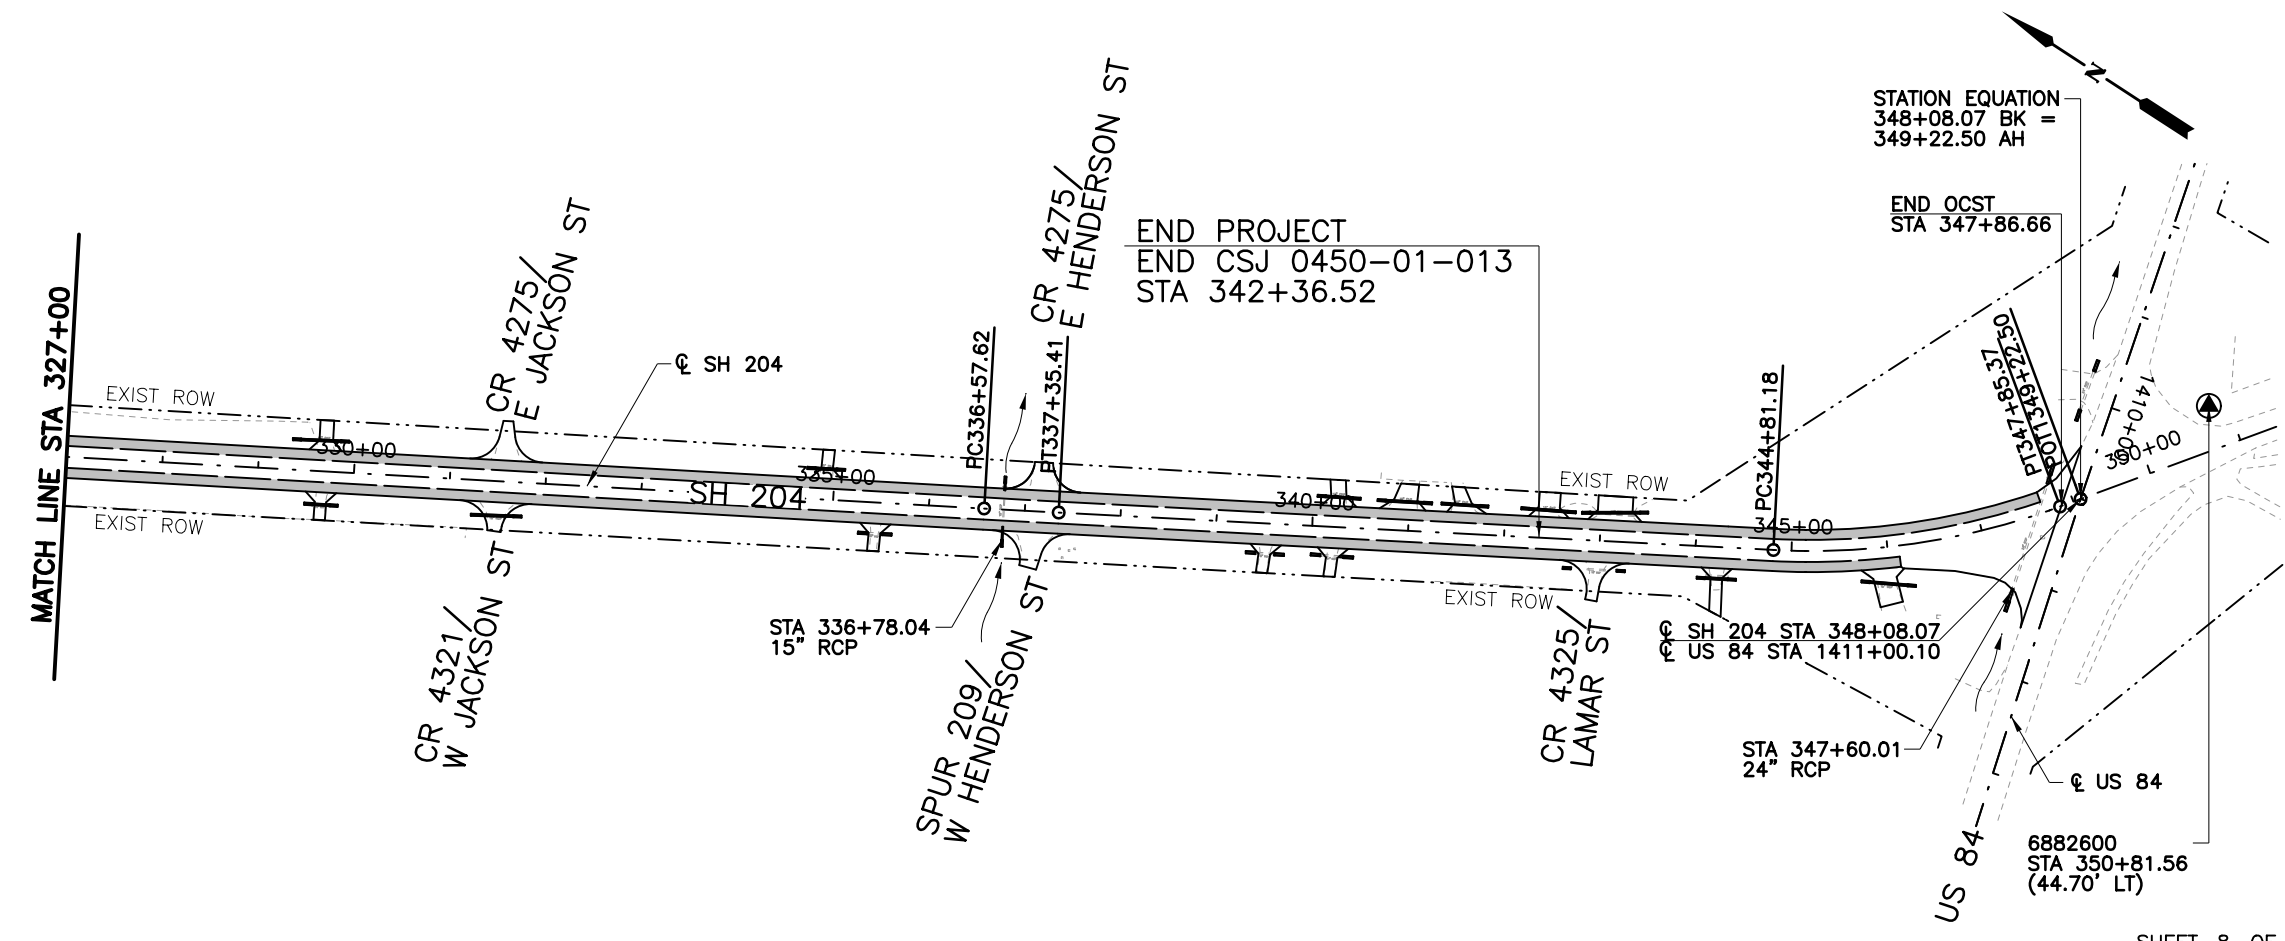 N
STATION EQUATION
348+08.07 BK =
349+22.50 AH
END OCST
STA 347+86.66
END PROJECT
END CSJ 0450-01-013
STA 342+36.52
CR 4275/
E JACKSON ST
CR 4275/
E HENDERSON ST
MATCH LINE STA 327+00
EXIST ROW
℄ SH 204
PC336+57.62
PT337+35.41
PC344+81.18
PT347+85.37
POT1349+22.50
1410+00
350+00
330+00
335+00
SH 204
340+00
345+00
EXIST ROW
EXIST ROW
EXIST ROW
STA 336+78.04
15" RCP
CR 4321/
W JACKSON ST
SPUR 209/
W HENDERSON ST
CR 4325/
LAMAR ST
℄ SH 204 STA 348+08.07
℄ US 84 STA 1411+00.10
STA 347+60.01
24" RCP
℄ US 84
US 84
6882600
STA 350+81.56
(44.70' LT)
SHEET 8 OF